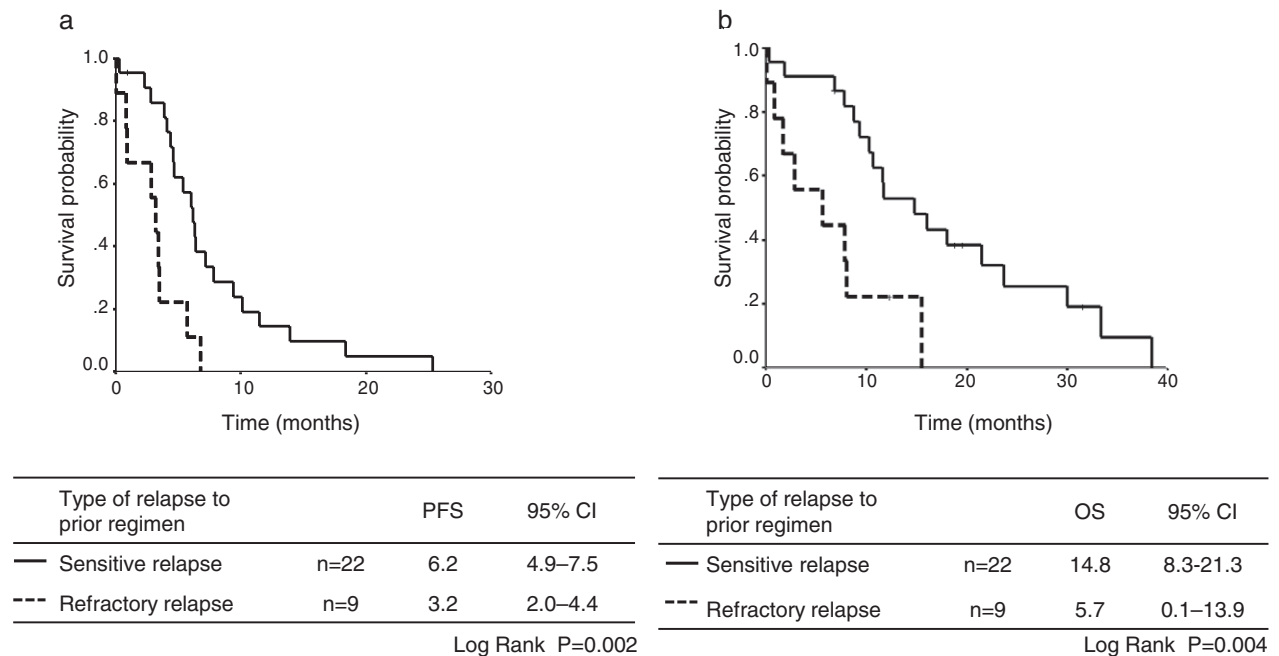 a
1.0
.8
.6
.4
.2
0.0
Survival probability
0 10 20 30
Time (months)
Type of relapse to
prior regimen PFS 95% CI
Sensitive relapse n=22 6.2 4.9–7.5
Refractory relapse n=9 3.2 2.0–4.4
Log Rank P=0.002
b
1.0
.8
.6
.4
.2
0.0
Survival probability
0 10 20 30 40
Time (months)
Type of relapse to
prior regimen OS 95% CI
Sensitive relapse n=22 14.8 8.3-21.3
Refractory relapse n=9 5.7 0.1–13.9
Log Rank P=0.004